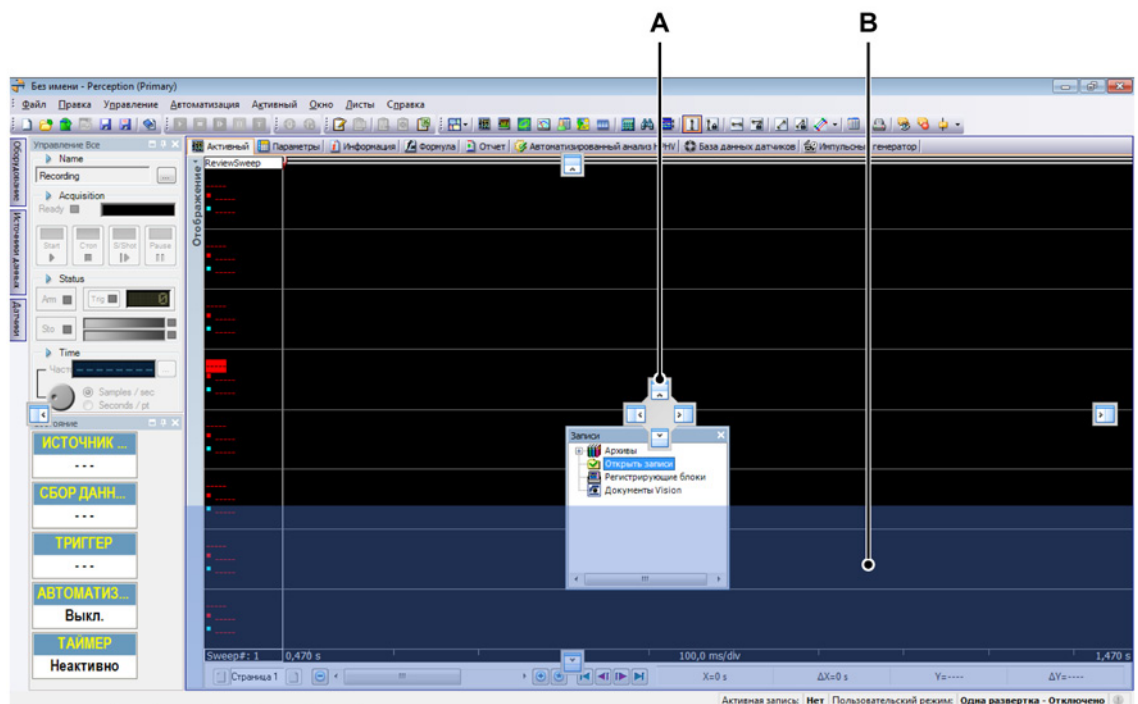 A B
Без имени - Perception (Primary)
Файл Правка Управление Автоматизация Активный Окно Листы Справка
Управление Все
Активный Параметры Информация Формула Отчет Автоматизированный анализ База данных датчиков Импульсный генератор
Оборудование
Источники данных
Датчики
Отображение
Name
Recording
ReviewSweep
Acquisition
Ready
Start Стоп S/Shot Pause
Status
Arm Trig 0
Sto
Time
Част
Samples / sec
Seconds / pt
ИСТОЧНИК ...
---
СБОР ДАНН...
---
ТРИГГЕР
---
АВТОМАТИЗ...
Выкл.
ТАЙМЕР
Неактивно
Записи
Архивы
Открыть записи
Регистрирующие блоки
Документы Vision
Sweep#: 1 0,470 s 100,0 ms/div 1,470 s
Страница 1 X=0 s ΔX=0 s Y=---- ΔY=----
Активная запись: Нет Пользовательский режим: Одна развертка - Отключено